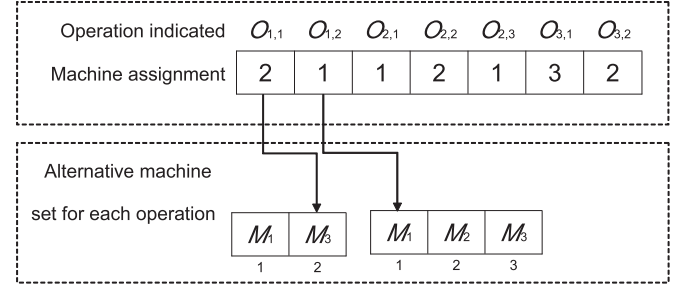 Operation indicated O1,1 O1,2 O2,1 O2,2 O2,3 O3,1 O3,2
Machine assignment 2 1 1 2 1 3 2
Alternative machine
set for each operation
M1 M3 M1 M2 M3
1 2 1 2 3